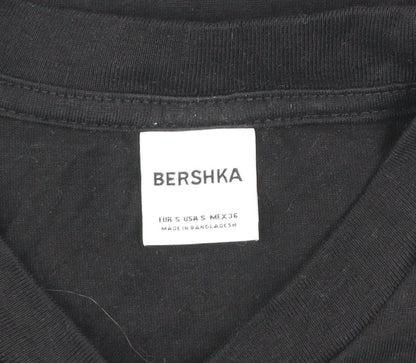 BERSHKA
EUR S USA S MEX 36
MADE IN BANGLADESH